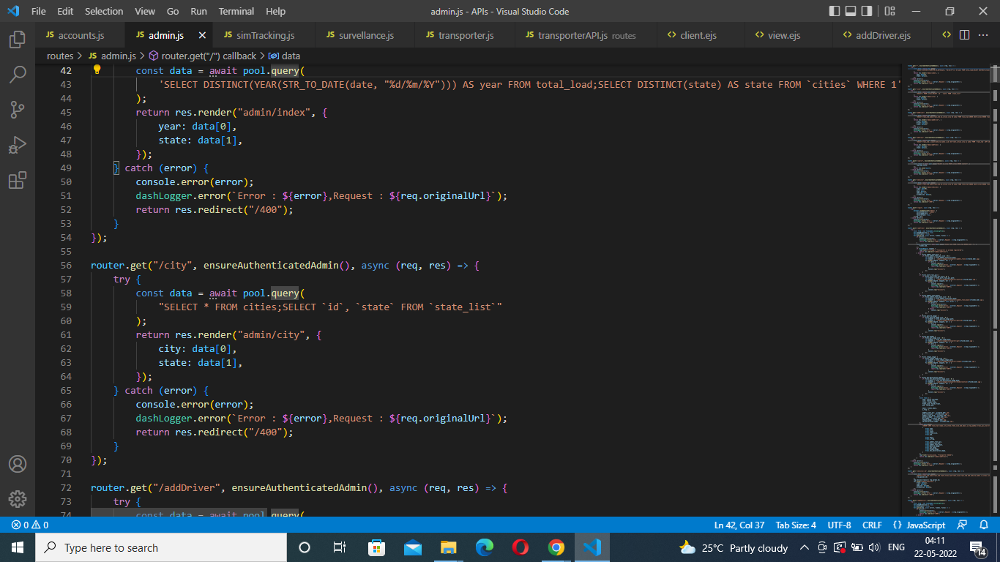 File Edit Selection View Go Run Terminal Help admin.js - APIs - Visual Studio Code
JS accounts.js JS admin.js JS simTracking.js JS survellance.js JS transporter.js JS transporterAPI.js routes <> client.ejs <> view.ejs <> addDriver.ejs <>
routes > JS admin.js > router.get("/") callback > data
42 const data = await pool.query(
43 'SELECT DISTINCT(YEAR(STR_TO_DATE(date, "%d/%m/%Y"))) AS year FROM total_load;SELECT DISTINCT(state) AS state FROM `cities` WHERE 1'
44 );
45 return res.render("admin/index", {
46 year: data[0],
47 state: data[1],
48 });
49 } catch (error) {
50 console.error(error);
51 dashLogger.error(`Error : ${error},Request : ${req.originalUrl}`);
52 return res.redirect("/400");
53 }
54 });
55
56 router.get("/city", ensureAuthenticatedAdmin(), async (req, res) => {
57 try {
58 const data = await pool.query(
59 "SELECT * FROM cities;SELECT `id`, `state` FROM `state_list`"
60 );
61 return res.render("admin/city", {
62 city: data[0],
63 state: data[1],
64 });
65 } catch (error) {
66 console.error(error);
67 dashLogger.error(`Error : ${error},Request : ${req.originalUrl}`);
68 return res.redirect("/400");
69 }
70 });
71
72 router.get("/addDriver", ensureAuthenticatedAdmin(), async (req, res) => {
73 try {
74 const data = await pool.query(
0 0 Ln 42, Col 37 Tab Size: 4 UTF-8 CRLF {} JavaScript
Type here to search 25°C Partly cloudy ENG 04:11
22-05-2022 14